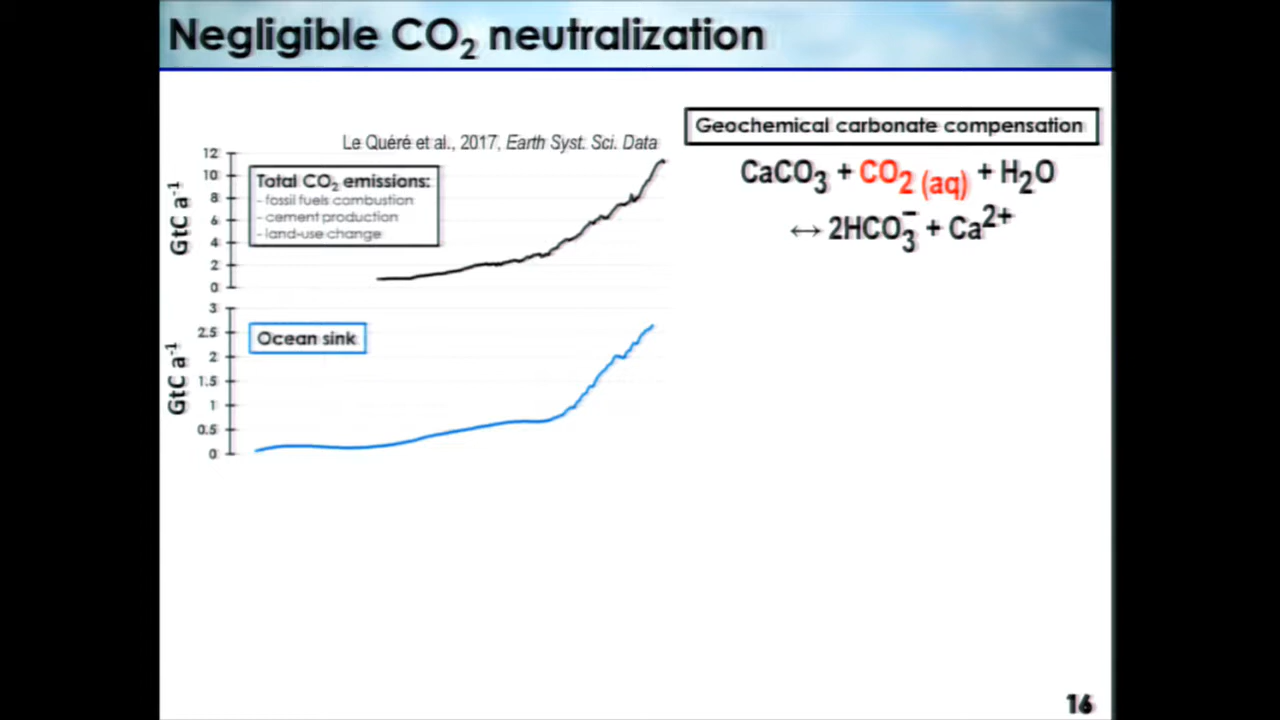 Negligible CO₂ neutralization
Le Quéré et al., 2017, Earth Syst. Sci. Data
12
10
8
6
4
2
0
GtC a⁻¹
Total CO₂ emissions:
- fossil fuels combustion
- cement production
- land-use change
3
2.5
2
1.5
1
0.5
0
GtC a⁻¹
Ocean sink
Geochemical carbonate compensation
CaCO₃ + CO₂ (aq) + H₂O
↔ 2HCO₃⁻ + Ca²⁺
16